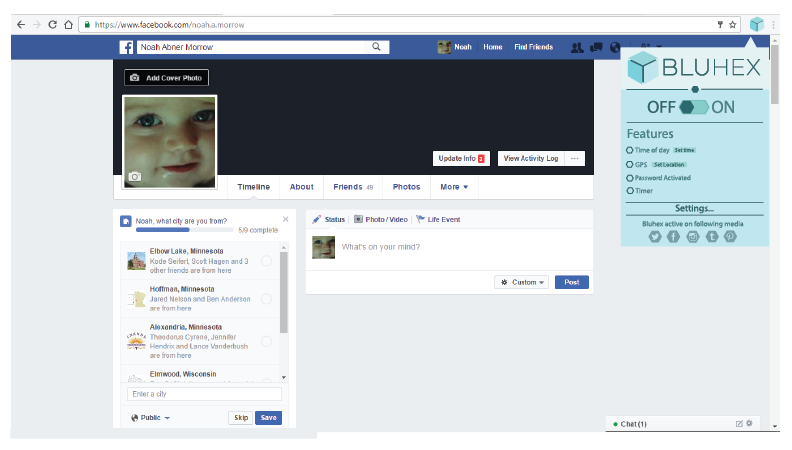 https://www.facebook.com/noah.a.morrow
Noah Abner Morrow
Noah Home Find Friends
BLUHEX
Add Cover Photo
OFF ON
Features
Time of day Set time
GPS Set Location
Password Activated
Timer
Settings...
Bluhex active on following media
Update Info 3
View Activity Log
Timeline About Friends 49 Photos More
Noah, what city are you from?
5/9 complete
Elbow Lake, Minnesota
Kode Seifert, Scott Hagen and 3
other friends are from here
Hoffman, Minnesota
Jared Nelson and Ben Anderson
are from here
Alexandria, Minnesota
Theodorus Cyrene, Jennifer
Hendrix and Lance Vanderbush
are from here
Elmwood, Wisconsin
Enter a city
Public Skip Save
Status Photo / Video Life Event
What's on your mind?
Custom Post
Chat (1)